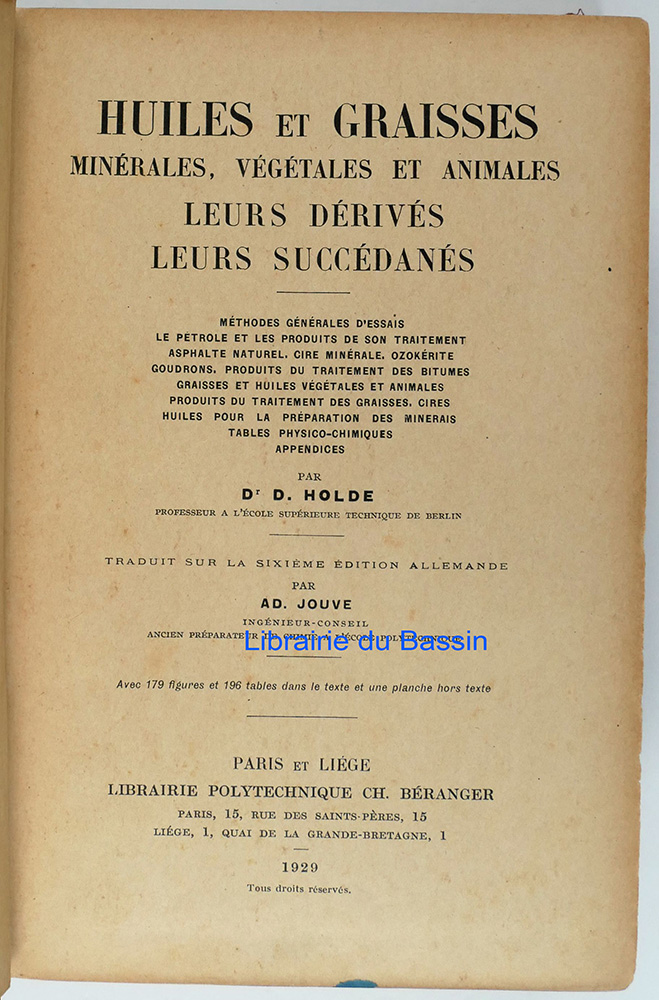 HUILES ET GRAISSES
MINÉRALES, VÉGÉTALES ET ANIMALES
LEURS DÉRIVÉS
LEURS SUCCÉDANÉS
MÉTHODES GÉNÉRALES D'ESSAIS
LE PÉTROLE ET LES PRODUITS DE SON TRAITEMENT
ASPHALTE NATUREL. CIRE MINÉRALE. OZOKÉRITE
GOUDRONS. PRODUITS DU TRAITEMENT DES BITUMES
GRAISSES ET HUILES VÉGÉTALES ET ANIMALES
PRODUITS DU TRAITEMENT DES GRAISSES. CIRES
HUILES POUR LA PRÉPARATION DES MINERAIS
TABLES PHYSICO-CHIMIQUES
APPENDICES
PAR
Dr D. HOLDE
PROFESSEUR A L'ÉCOLE SUPÉRIEURE TECHNIQUE DE BERLIN
TRADUIT SUR LA SIXIÈME ÉDITION ALLEMANDE
PAR
AD. JOUVE
INGÉNIEUR-CONSEIL
ANCIEN PRÉPARATEUR DE CHIMIE A L'ÉCOLE POLYTECHNIQUE
Librairie du Bassin
Avec 179 figures et 196 tables dans le texte et une planche hors texte
PARIS ET LIÉGE
LIBRAIRIE POLYTECHNIQUE CH. BÉRANGER
PARIS, 15, RUE DES SAINTS-PÈRES, 15
LIÉGE, 1, QUAI DE LA GRANDE-BRETAGNE, 1
1929
Tous droits réservés.